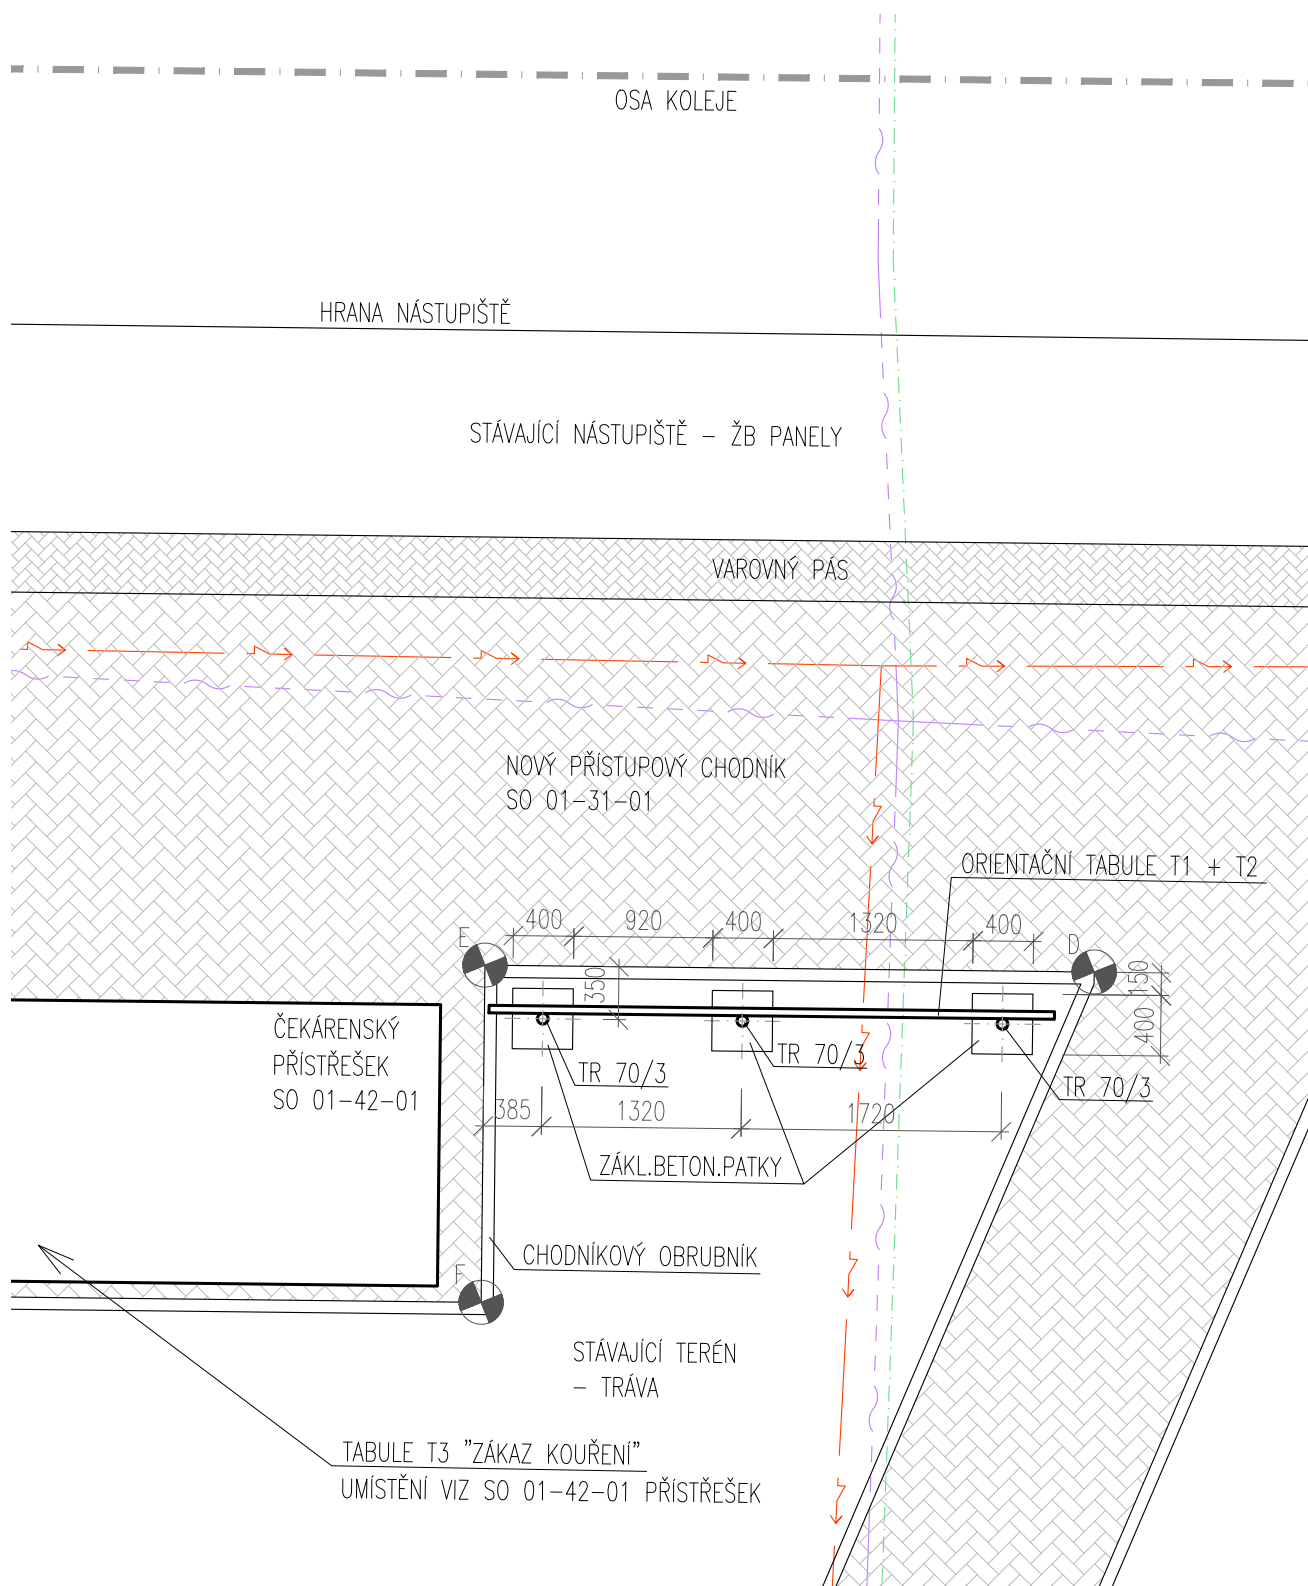 OSA KOLEJE
HRANA NÁSTUPIŠTĚ
STÁVAJÍCÍ NÁSTUPIŠTĚ – ŽB PANELY
VAROVNÝ PÁS
NOVÝ PŘÍSTUPOVÝ CHODNÍK
SO 01-31-01
ORIENTAČNÍ TABULE T1 + T2
400
920
400
1320
400
E
D
350
150
400
ČEKÁRENSKÝ
PŘÍSTŘEŠEK
SO 01-42-01
TR 70/3
TR 70/3
TR 70/3
385
1320
1720
ZÁKL.BETON.PATKY
CHODNÍKOVÝ OBRUBNÍK
F
STÁVAJÍCÍ TERÉN
– TRÁVA
TABULE T3 "ZÁKAZ KOUŘENÍ"
UMÍSTĚNÍ VIZ SO 01-42-01 PŘÍSTŘEŠEK